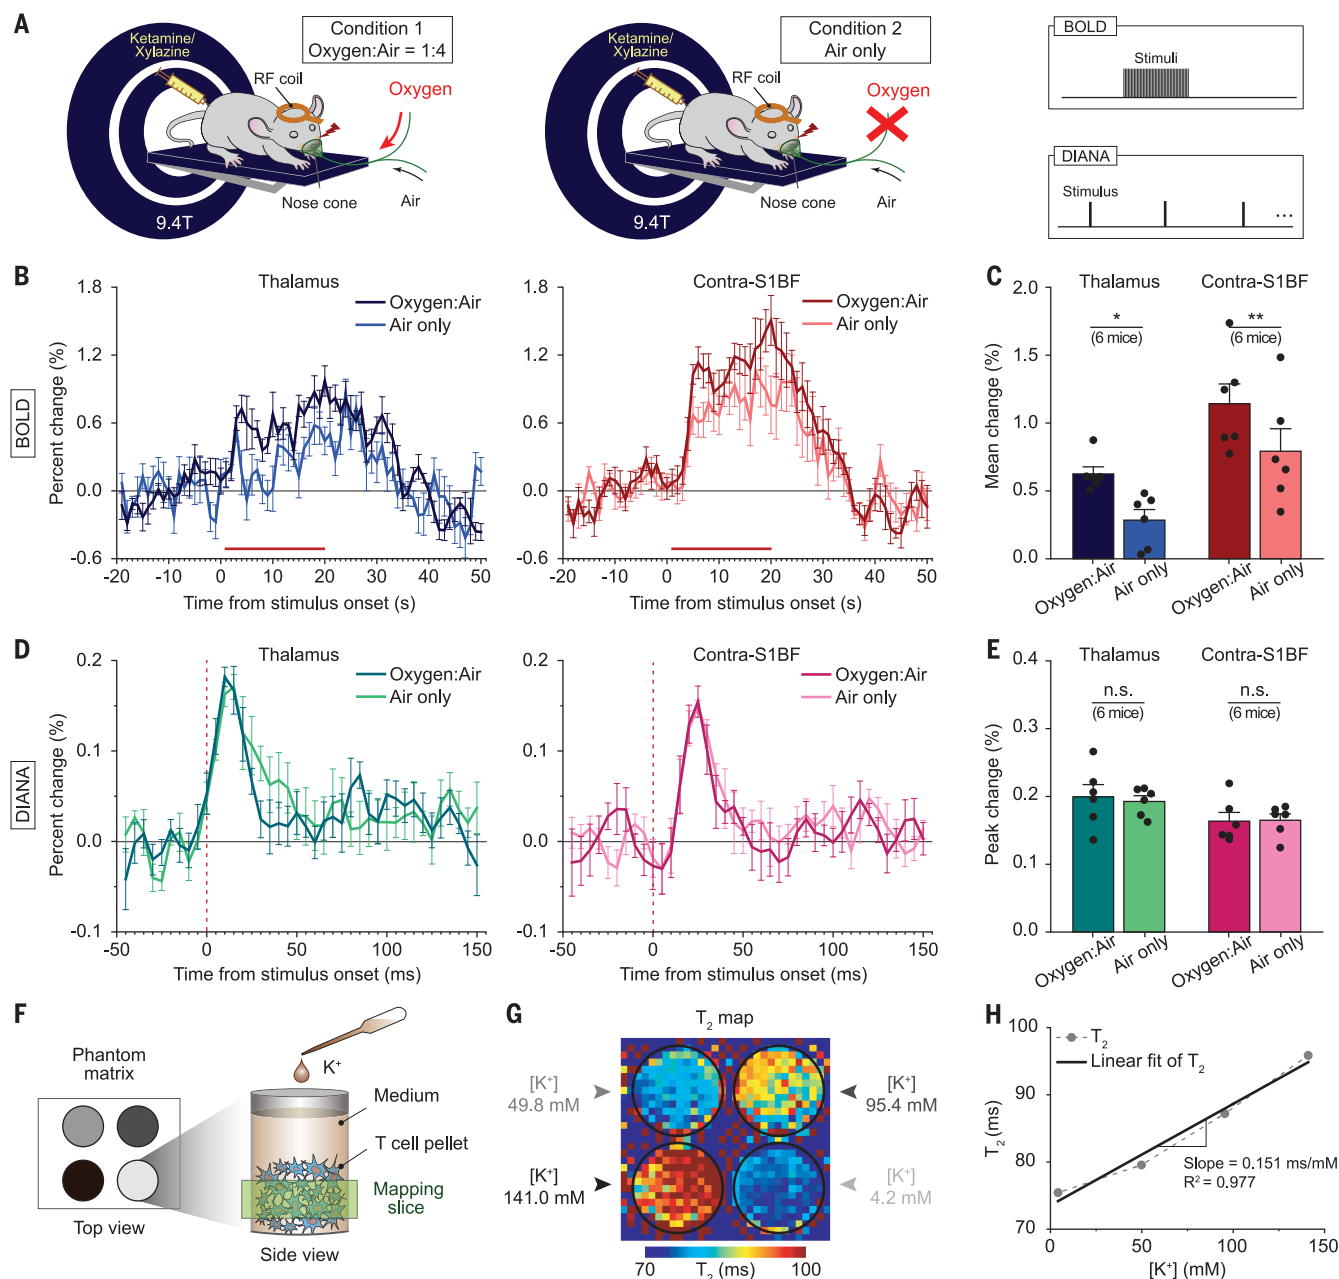 A
Ketamine/
Xylazine
Condition 1
Oxygen:Air = 1:4
RF coil
Oxygen
Nose cone
Air
9.4T
Ketamine/
Xylazine
Condition 2
Air only
RF coil
Oxygen
Nose cone
Air
9.4T
BOLD
Stimuli
DIANA
Stimulus
...
B
BOLD
Thalamus
Oxygen:Air
Air only
Percent change (%)
1.8
1.2
0.6
0.0
-0.6
-20 -10 0 10 20 30 40 50
Time from stimulus onset (s)
Contra-S1BF
Oxygen:Air
Air only
1.8
1.2
0.6
0.0
-0.6
-20 -10 0 10 20 30 40 50
Time from stimulus onset (s)
C
Thalamus Contra-S1BF
* **
(6 mice) (6 mice)
Mean change (%)
2.0
1.5
1.0
0.5
0.0
Oxygen:Air Air only Oxygen:Air Air only
D
DIANA
Thalamus
Oxygen:Air
Air only
Percent change (%)
0.2
0.1
0.0
-0.1
-50 0 50 100 150
Time from stimulus onset (ms)
Contra-S1BF
Oxygen:Air
Air only
0.2
0.1
0.0
-0.1
-50 0 50 100 150
Time from stimulus onset (ms)
E
Thalamus Contra-S1BF
n.s. n.s.
(6 mice) (6 mice)
Peak change (%)
0.4
0.3
0.2
0.1
0.0
Oxygen:Air Air only Oxygen:Air Air only
F
Phantom
matrix
Top view
K⁺
Medium
T cell pellet
Mapping
slice
Side view
G
T₂ map
[K⁺]
49.8 mM
[K⁺]
95.4 mM
[K⁺]
141.0 mM
[K⁺]
4.2 mM
70 T₂ (ms) 100
H
T₂
Linear fit of T₂
T₂ (ms)
100
90
80
70
Slope = 0.151 ms/mM
R² = 0.977
0 50 100 150
[K⁺] (mM)